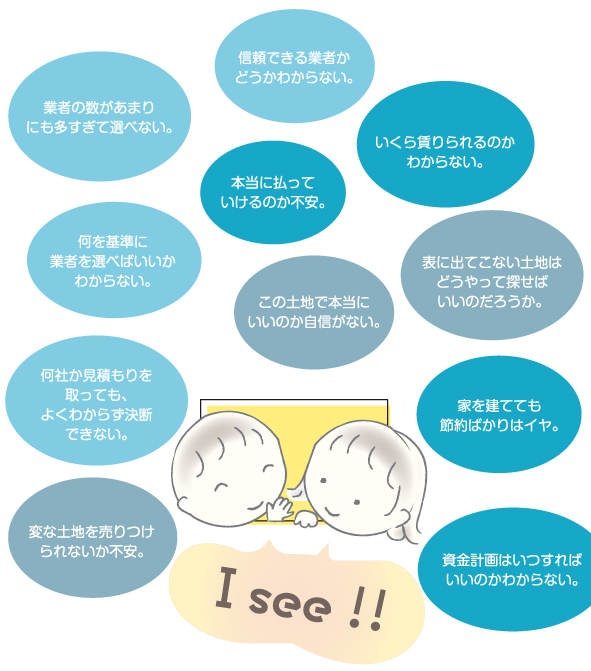 信頼できる業者か
どうかわからない。
業者の数があまり
にも多すぎて選べない。
いくら賃りられるのか
わからない。
本当に払って
いけるのか不安。
何を基準に
業者を選べばいいか
わからない。
表に出てこない土地は
どうやって探せば
いいのだろうか。
この土地で本当に
いいのか自信がない。
何社か見積もりを
取っても、
よくわからず決断
できない。
家を建てても
節約ばかりはイヤ。
変な土地を売りつけ
られないか不安。
資金計画はいつすれば
いいのかわからない。
I see !!